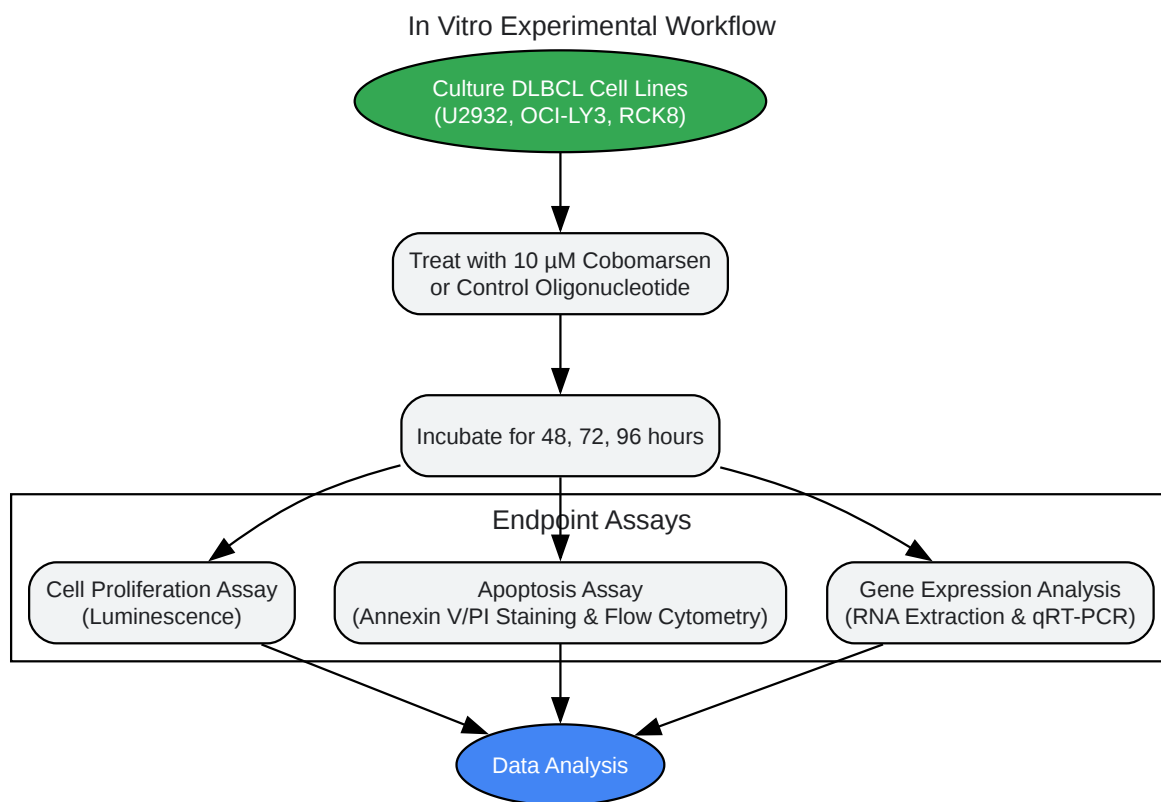 In Vitro Experimental Workflow
Culture DLBCL Cell Lines
(U2932, OCI-LY3, RCK8)
Treat with 10 µM Cobomarsen
or Control Oligonucleotide
Incubate for 48, 72, 96 hours
Endpoint Assays
Cell Proliferation Assay
(Luminescence)
Apoptosis Assay
(Annexin V/PI Staining & Flow Cytometry)
Gene Expression Analysis
(RNA Extraction & qRT-PCR)
Data Analysis